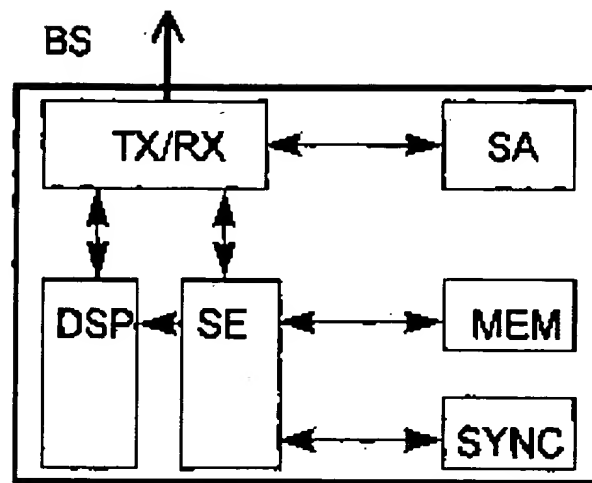 BS
TX/RX
SA
DSP
SE
MEM
SYNC